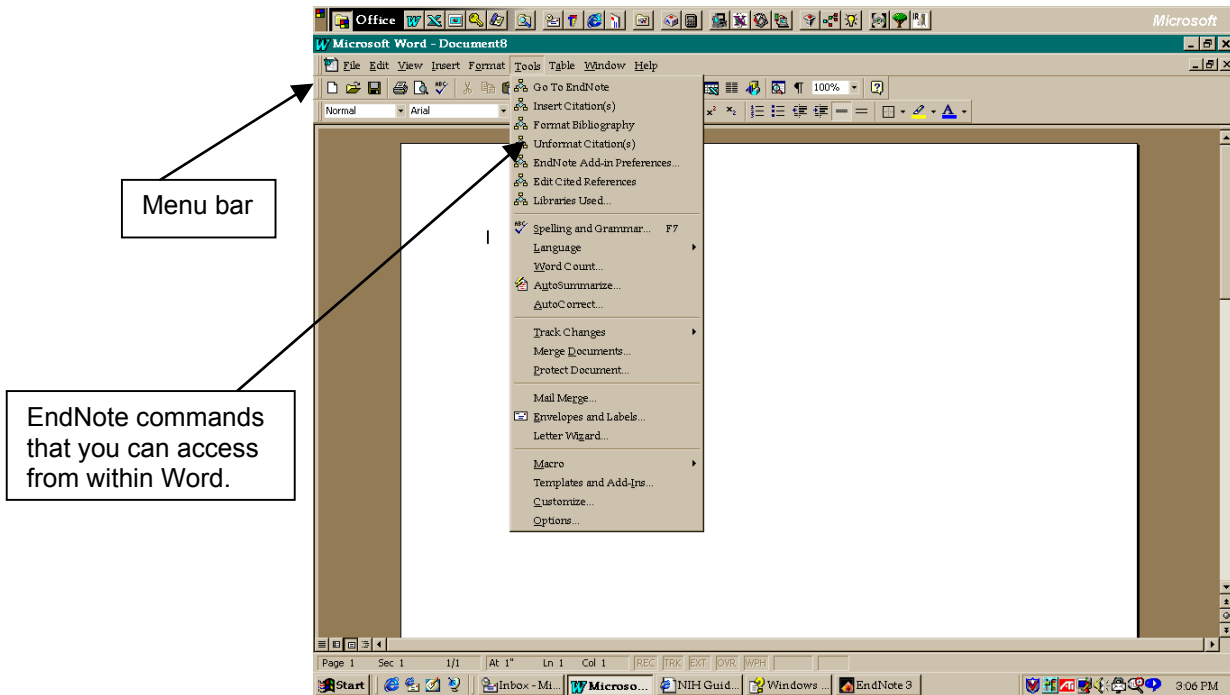 Office Microsoft
Microsoft Word - Document8
File Edit View Insert Format Tools Table Window Help
100%
Normal Arial
Go To EndNote
Insert Citation(s)
Format Bibliography
Unformat Citation(s)
EndNote Add-in Preferences...
Edit Cited References
Libraries Used...
Spelling and Grammar... F7
Language
Word Count...
AutoSummarize...
AutoCorrect...
Track Changes
Merge Documents...
Protect Document...
Mail Merge...
Envelopes and Labels...
Letter Wizard...
Macro
Templates and Add-Ins...
Customize...
Options...
Menu bar
EndNote commands
that you can access
from within Word.
Page 1 Sec 1 1/1 At 1" Ln 1 Col 1 REC TRK EXT OVR WPH
Start Inbox - Mi... Microso... NIH Guid... Windows ... EndNote 3 3:06 PM